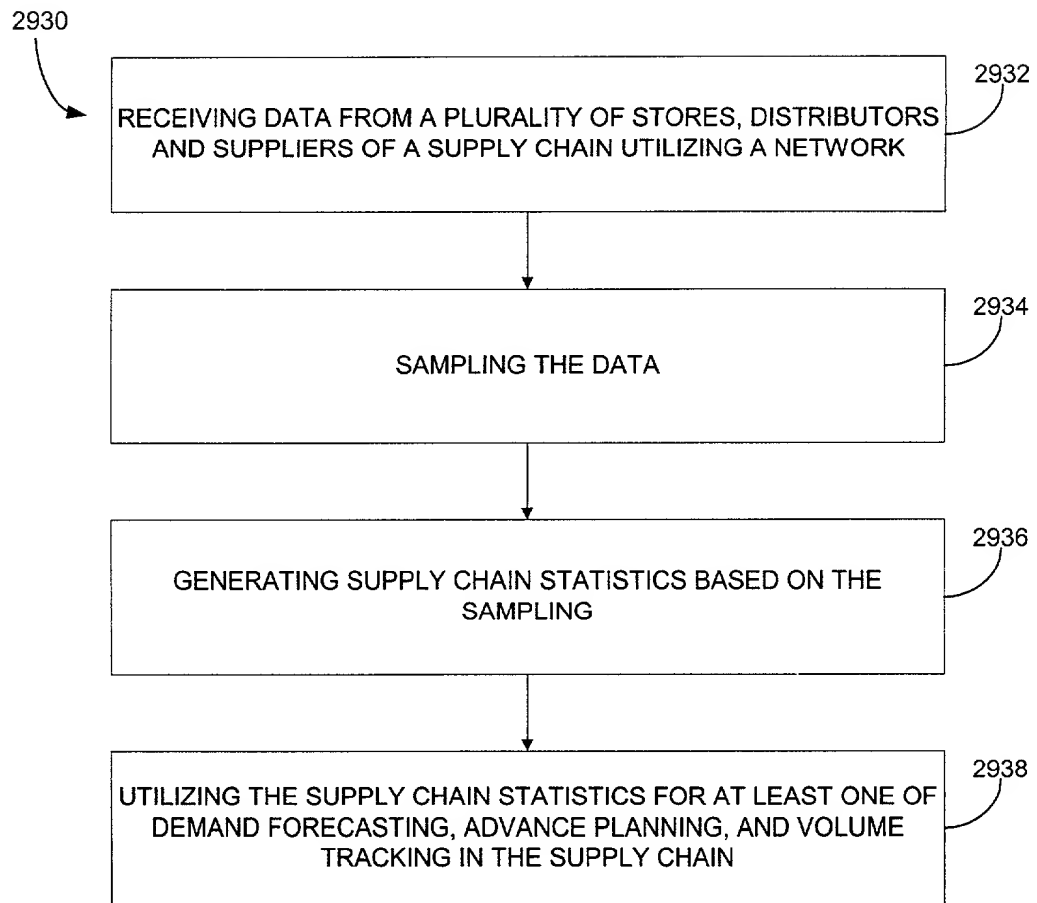 2930
2932
RECEIVING DATA FROM A PLURALITY OF STORES, DISTRIBUTORS
AND SUPPLIERS OF A SUPPLY CHAIN UTILIZING A NETWORK
2934
SAMPLING THE DATA
2936
GENERATING SUPPLY CHAIN STATISTICS BASED ON THE
SAMPLING
2938
UTILIZING THE SUPPLY CHAIN STATISTICS FOR AT LEAST ONE OF
DEMAND FORECASTING, ADVANCE PLANNING, AND VOLUME
TRACKING IN THE SUPPLY CHAIN